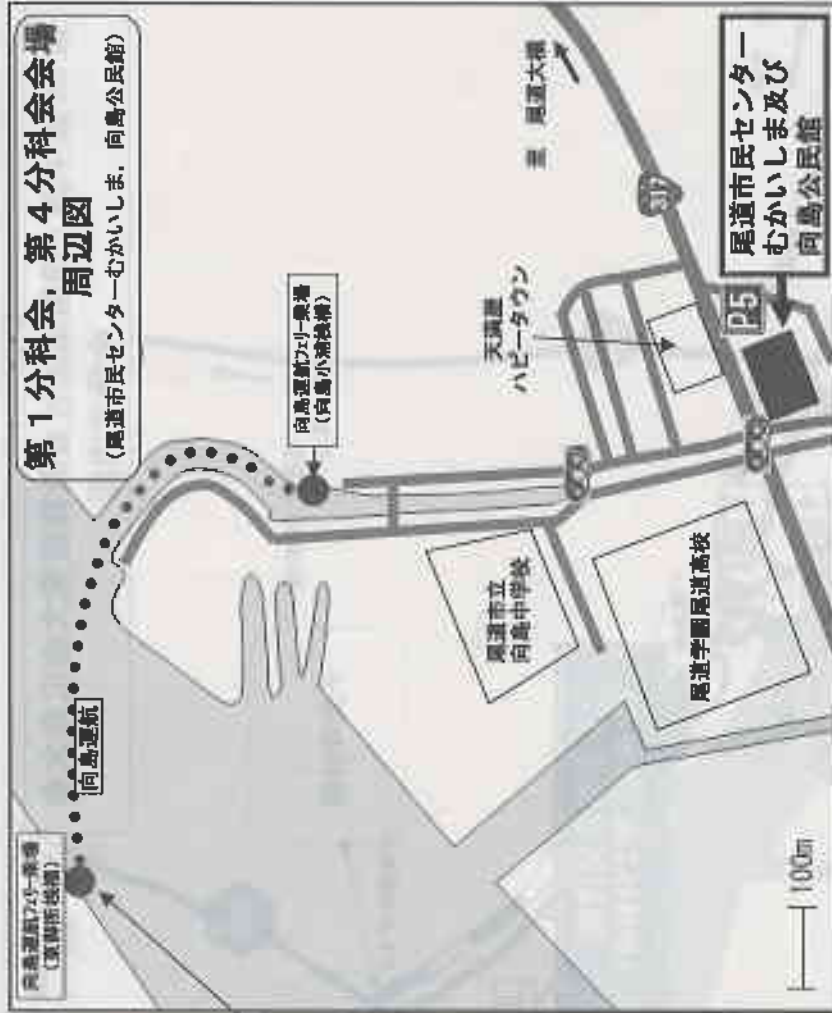 第１分科会，第４分科会会場
周辺図
（尾道市民センターむかいしま，向島公民館）
向島運航フェリー乗場
向島運航
向島運航フェリー乗場
（向島小浦桟橋）
至　尾道大橋
天満屋
ハピータウン
317
尾道市立
向島中学校
尾道学園尾道高校
P5
尾道市民センター
むかいしま及び
向島公民館
100m